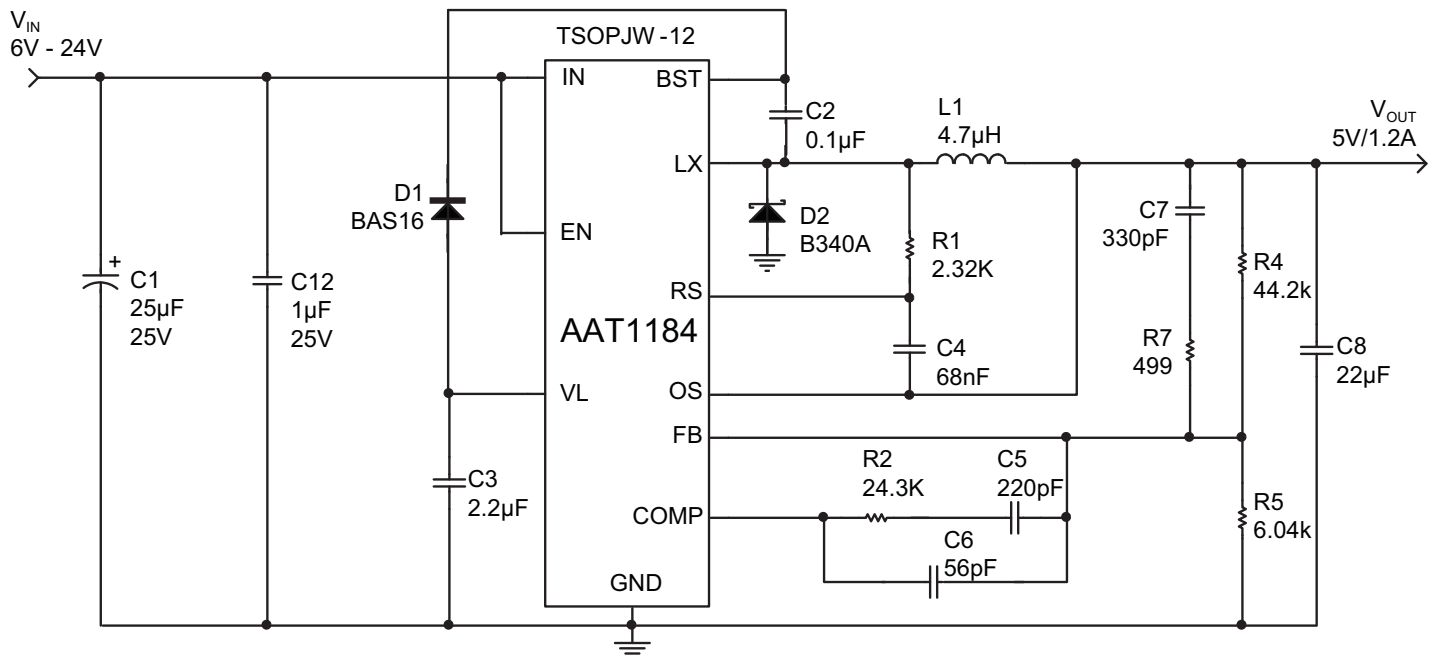 VIN
6V - 24V
TSOPJW-12
IN
BST
C2
0.1µF
L1
4.7µH
VOUT
5V/1.2A
LX
D1
BAS16
EN
D2
B340A
R1
2.32K
C7
330pF
R4
44.2k
C1
25µF
25V
C12
1µF
25V
RS
AAT1184
C4
68nF
R7
499
C8
22µF
VL
OS
FB
C3
2.2µF
R2
24.3K
C5
220pF
COMP
C6
56pF
R5
6.04k
GND
+